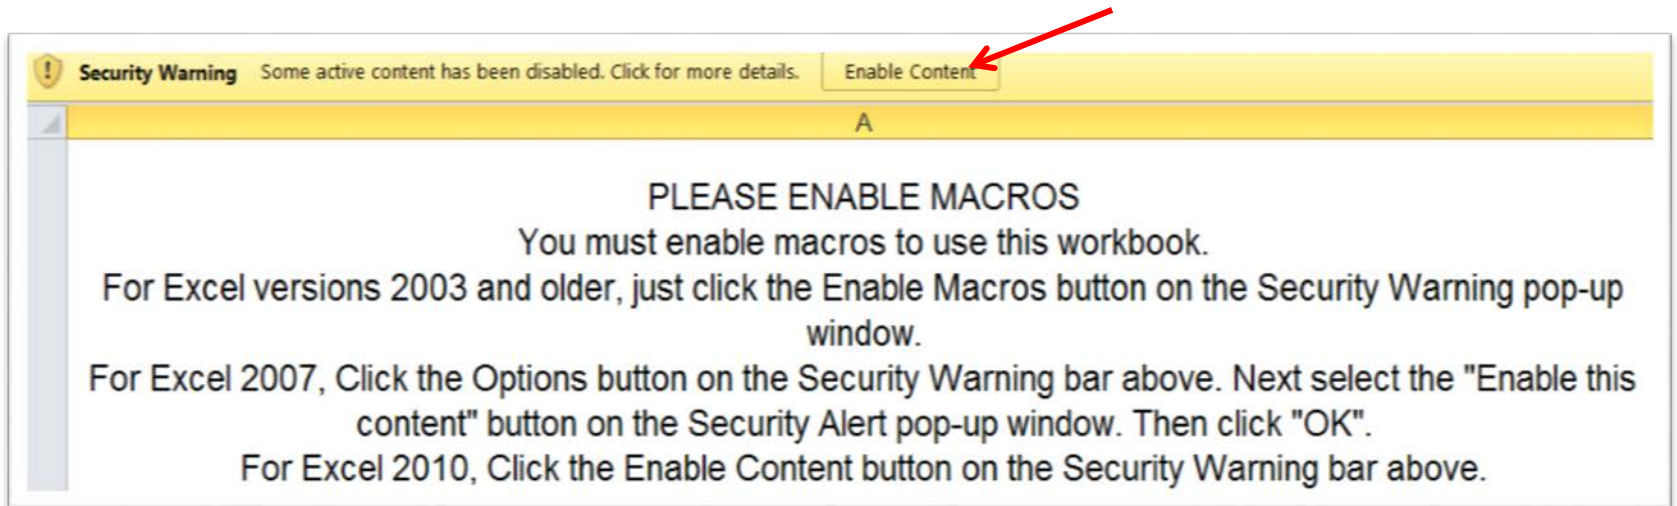 Security Warning Some active content has been disabled. Click for more details. Enable Content
A
PLEASE ENABLE MACROS
You must enable macros to use this workbook.
For Excel versions 2003 and older, just click the Enable Macros button on the Security Warning pop-up
window.
For Excel 2007, Click the Options button on the Security Warning bar above. Next select the "Enable this
content" button on the Security Alert pop-up window. Then click "OK".
For Excel 2010, Click the Enable Content button on the Security Warning bar above.